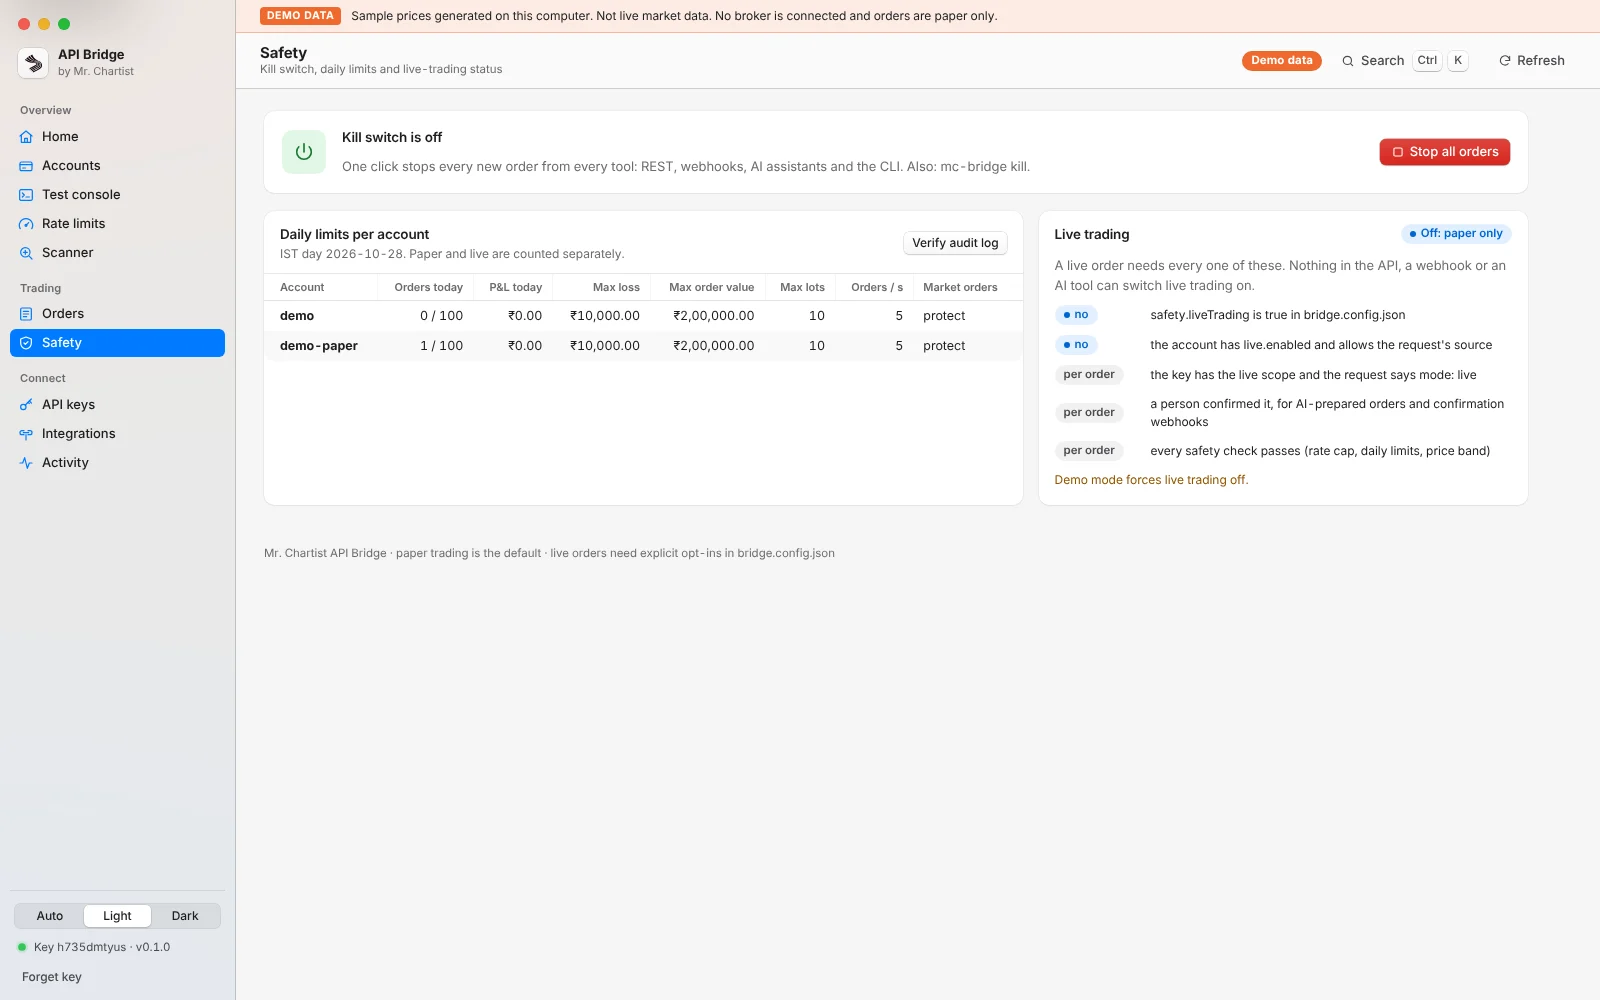 DEMO DATA Sample prices generated on this computer. Not live market data. No broker is connected and orders are paper only.
API Bridge
by Mr. Chartist
Overview
Home
Accounts
Test console
Rate limits
Scanner
Trading
Orders
Safety
Connect
API keys
Integrations
Activity
Auto Light Dark
Key h735dmtyus · v0.1.0
Forget key
Safety
Kill switch, daily limits and live-trading status
Demo data Search Ctrl K Refresh
Kill switch is off
One click stops every new order from every tool: REST, webhooks, AI assistants and the CLI. Also: mc-bridge kill.
Stop all orders
Daily limits per account
IST day 2026-10-28. Paper and live are counted separately.
Verify audit log
Account Orders today P&L today Max loss Max order value Max lots Orders / s Market orders
demo 0 / 100 ₹0.00 ₹10,000.00 ₹2,00,000.00 10 5 protect
demo-paper 1 / 100 ₹0.00 ₹10,000.00 ₹2,00,000.00 10 5 protect
Live trading Off: paper only
A live order needs every one of these. Nothing in the API, a webhook or an
AI tool can switch live trading on.
no safety.liveTrading is true in bridge.config.json
no the account has live.enabled and allows the request's source
per order the key has the live scope and the request says mode: live
per order a person confirmed it, for AI-prepared orders and confirmation
webhooks
per order every safety check passes (rate cap, daily limits, price band)
Demo mode forces live trading off.
Mr. Chartist API Bridge · paper trading is the default · live orders need explicit opt-ins in bridge.config.json